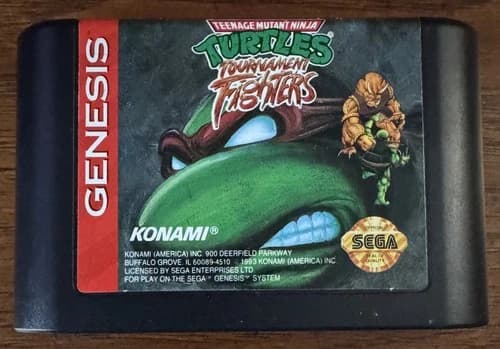 TEENAGE MUTANT NINJA
TURTLES
TOURNAMENT
FIGHTERS
GENESIS
KONAMI®
KONAMI (AMERICA) INC. 900 DEERFIELD PARKWAY
BUFFALO GROVE, IL 60089-4510 · 1993 KONAMI (AMERICA) INC
LICENSED BY SEGA ENTERPRISES LTD
FOR PLAY ON THE SEGA™ GENESIS™ SYSTEM
SEGA
QUALITY